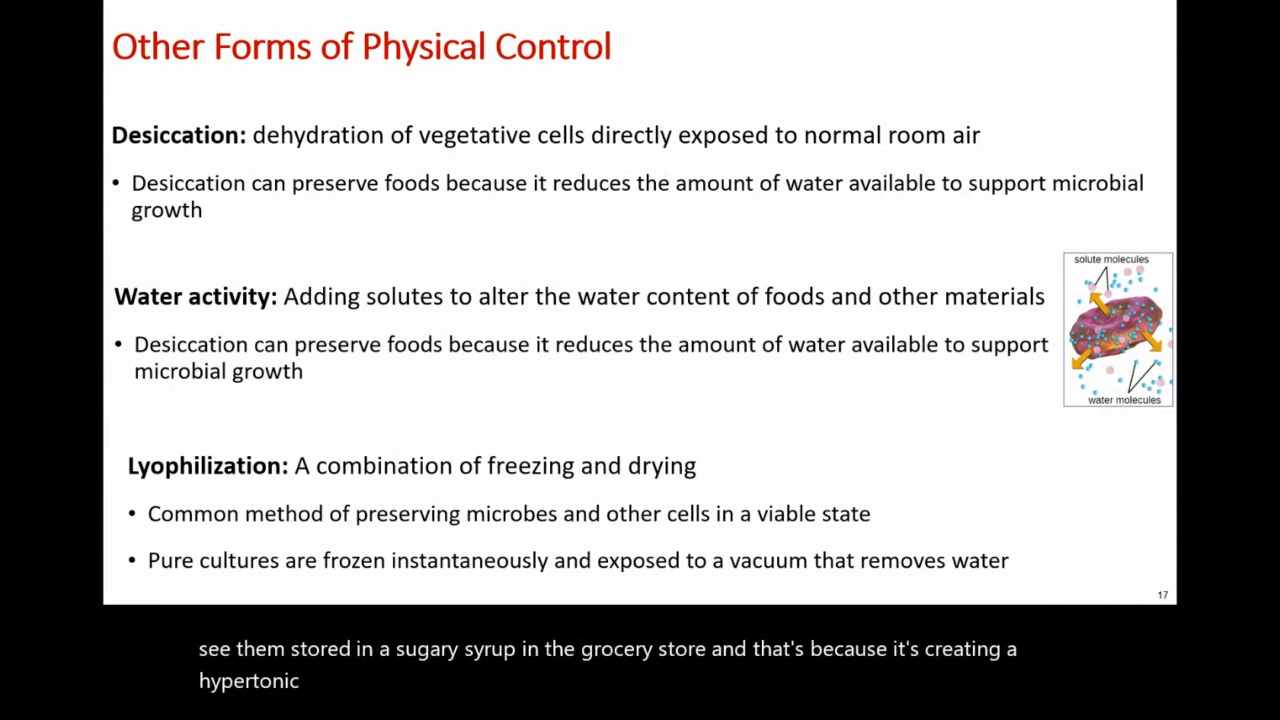 Other Forms of Physical Control
Desiccation: dehydration of vegetative cells directly exposed to normal room air
• Desiccation can preserve foods because it reduces the amount of water available to support microbial
growth
Water activity: Adding solutes to alter the water content of foods and other materials
• Desiccation can preserve foods because it reduces the amount of water available to support
microbial growth
solute molecules
water molecules
Lyophilization: A combination of freezing and drying
• Common method of preserving microbes and other cells in a viable state
• Pure cultures are frozen instantaneously and exposed to a vacuum that removes water
17
see them stored in a sugary syrup in the grocery store and that's because it's creating a
hypertonic